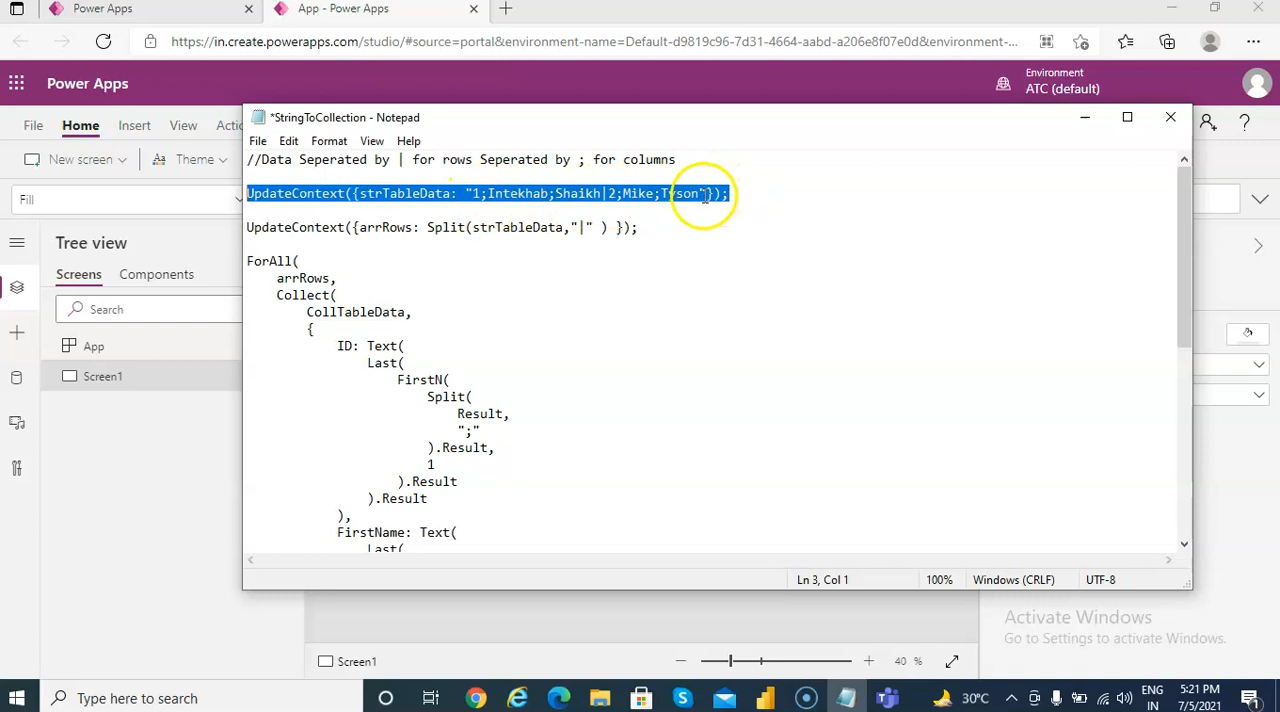 Power Apps
App - Power Apps
https://in.create.powerapps.com/studio/#source=portal&environment-name=Default-d9819c96-7d31-4664-aabd-a206e8f07e0d&environment-...
Power Apps
Environment
ATC (default)
File Home Insert View Actio
New screen Theme
Fill
Tree view
Screens Components
Search
App
Screen1
*StringToCollection - Notepad
File Edit Format View Help
//Data Seperated by | for rows Seperated by ; for columns
UpdateContext({strTableData: "1;Intekhab;Shaikh|2;Mike;Tyson"});
UpdateContext({arrRows: Split(strTableData,"|" ) });
ForAll(
arrRows,
Collect(
CollTableData,
{
ID: Text(
Last(
FirstN(
Split(
Result,
";"
).Result,
1
).Result
).Result
),
FirstName: Text(
Last(
Ln 3, Col 1 100% Windows (CRLF) UTF-8
Activate Windows
Go to Settings to activate Windows.
Screen1 40 %
Type here to search
30°C
ENG
IN
5:21 PM
7/5/2021
1